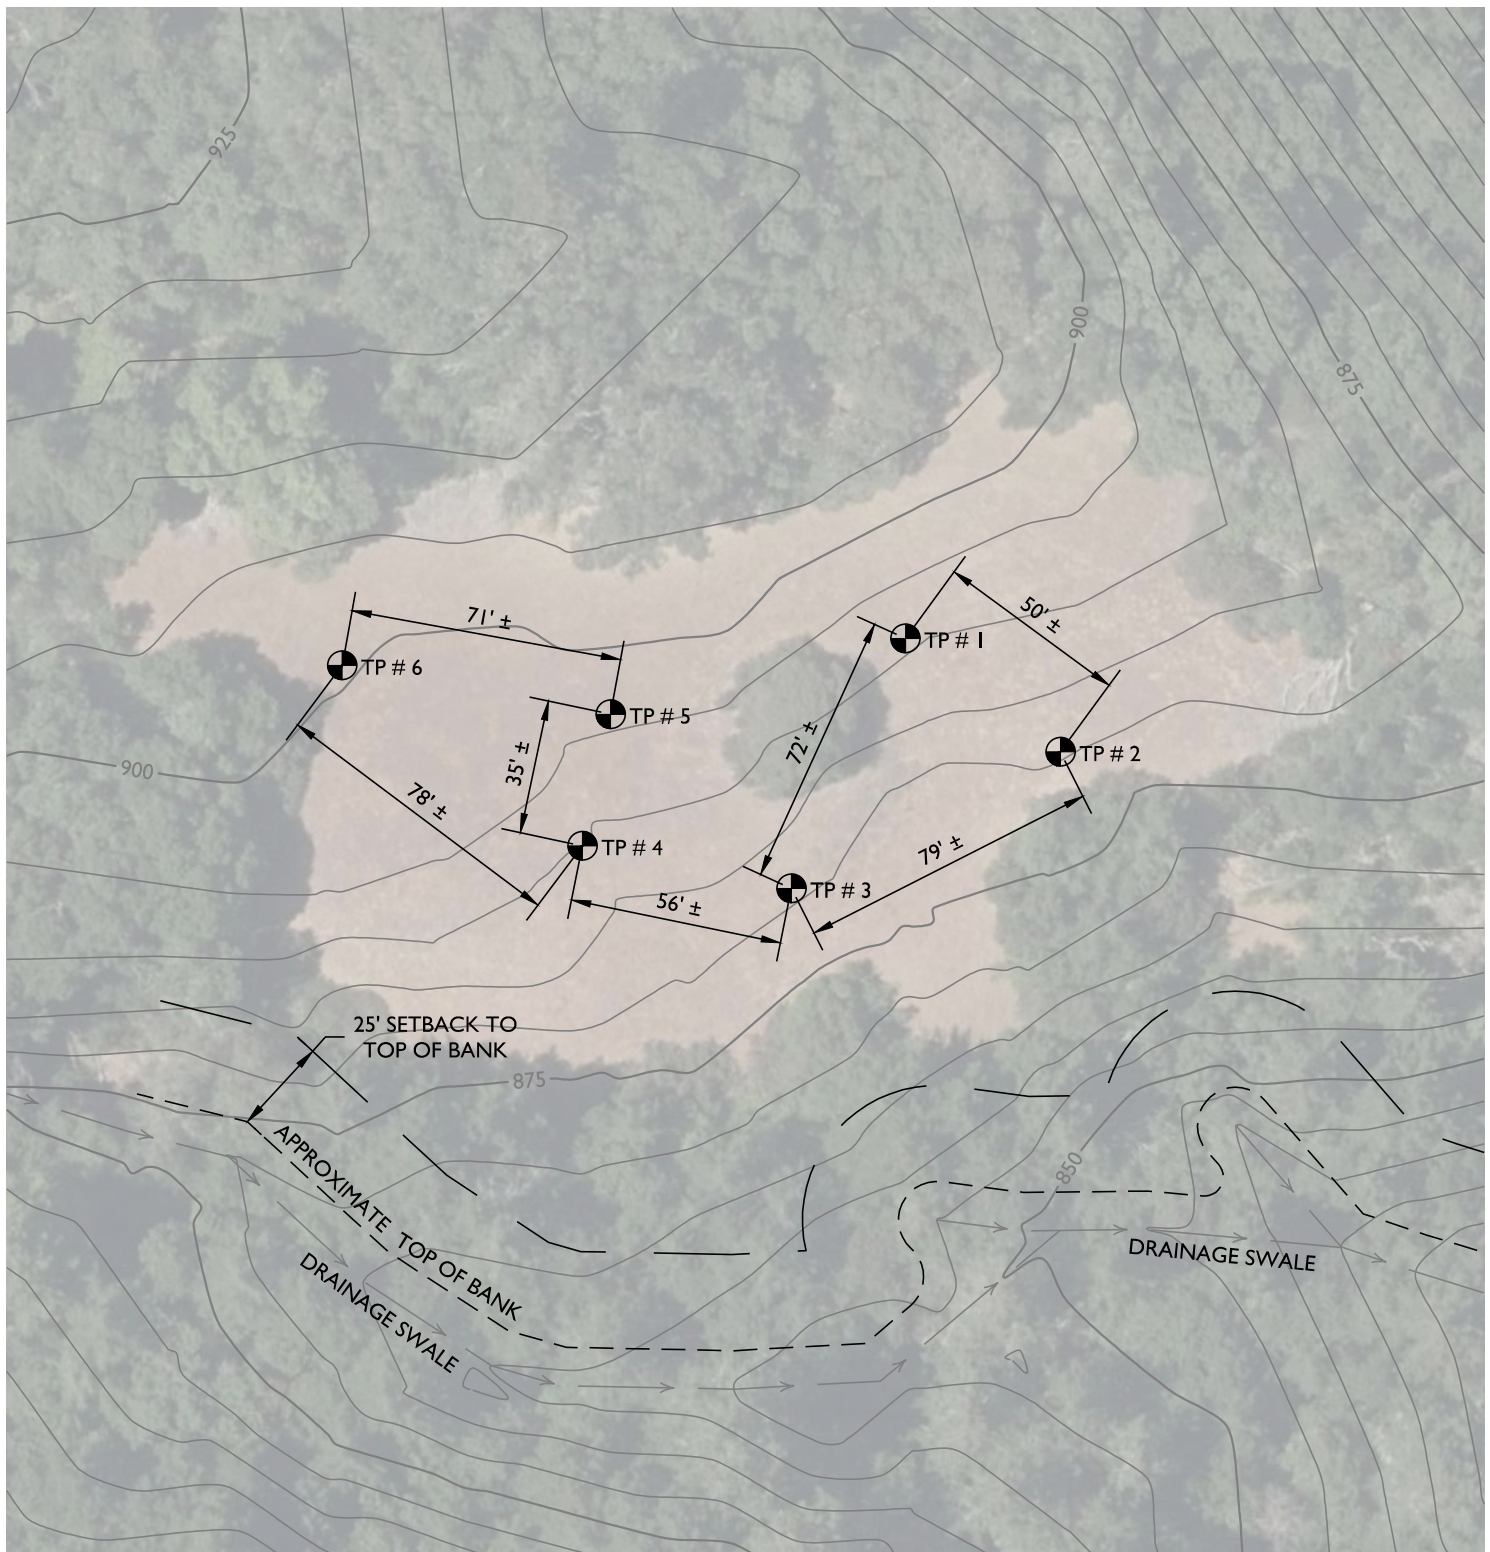 925
900
875
50' ±
TP # 1
71' ±
TP # 6
TP # 5
72' ±
TP # 2
35' ±
900
78' ±
TP # 4
79' ±
TP # 3
56' ±
25' SETBACK TO
TOP OF BANK
875
APPROXIMATE TOP OF BANK
850
DRAINAGE SWALE
DRAINAGE SWALE